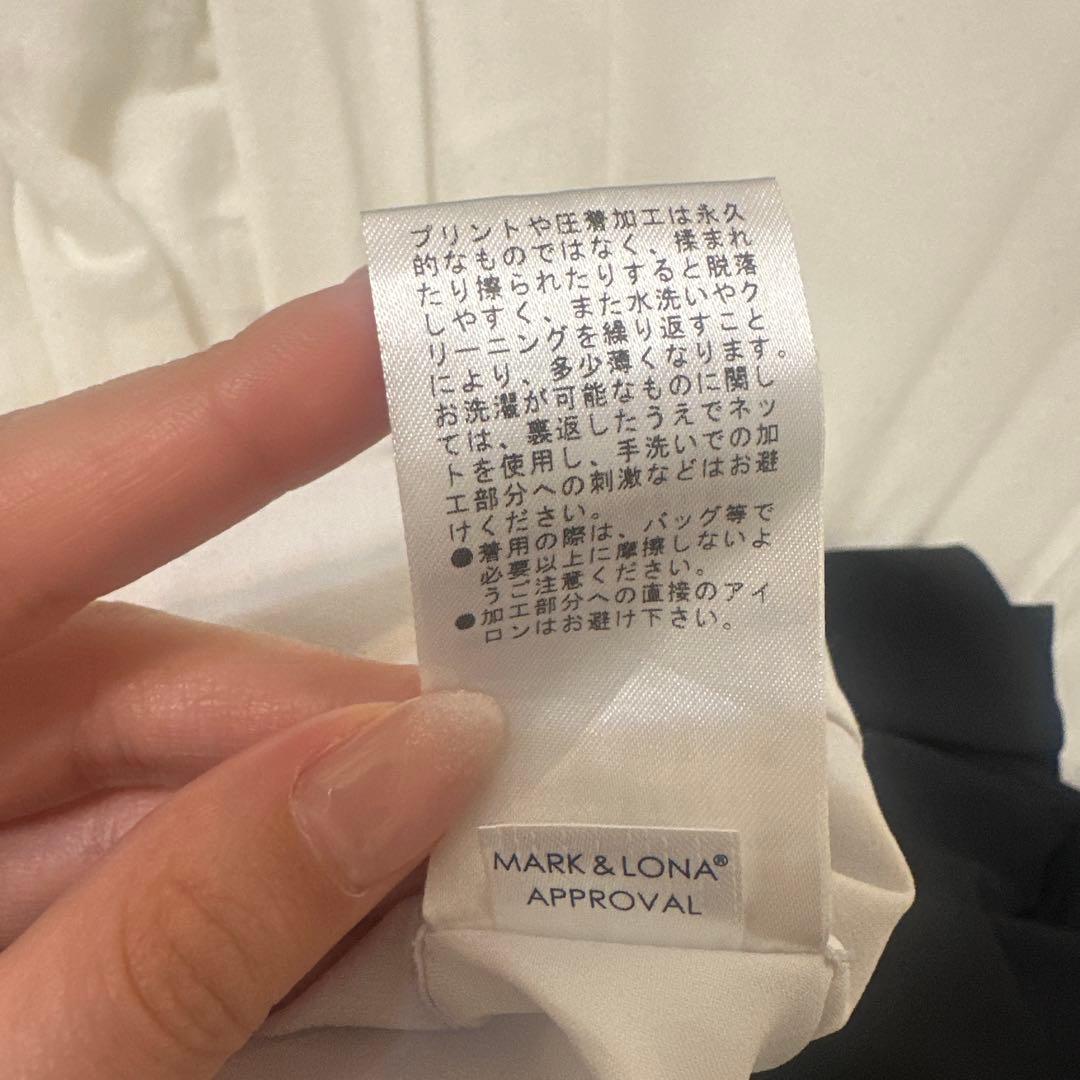 プリントや圧着加工は永久
的なものではなく、揉まれ
たり擦られたりすると脱落
しやすく、また水洗いやク
リーニングを繰り返すこと
により、多少薄くなります。
お洗濯が可能なものに関し
ては、裏返したうえでネッ
トを使用し、手洗いでの加
工部分への刺激などはお避
けください。
●着用の際は、バッグ等で
必要以上に摩擦しないよ
うご注意ください。
●加工部分への直接のアイ
ロンはお避け下さい。
MARK & LONA®
APPROVAL